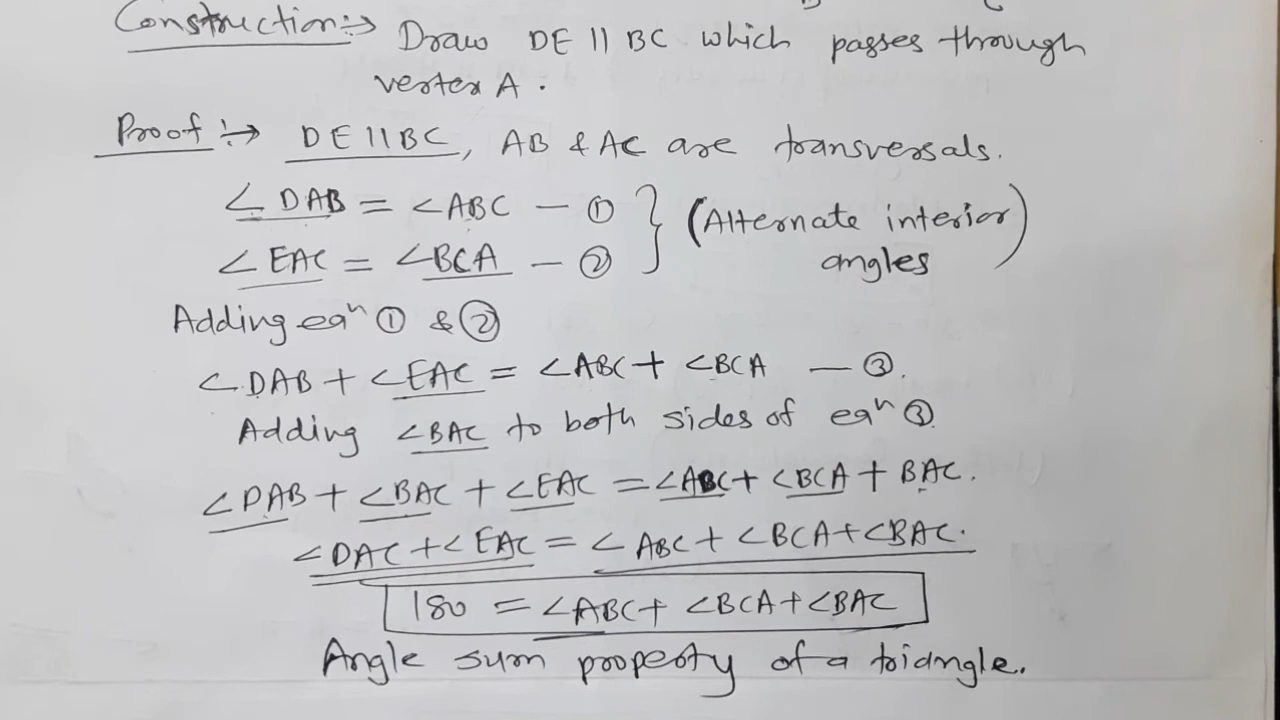 Construction :→ Draw DE || BC which passes through
vertex A.
Proof :→ DE||BC, AB & AC are transversals.
∠DAB = ∠ABC — ①
∠EAC = ∠BCA — ②
} (Alternate interior
angles)
Adding eqⁿ ① & ②
∠DAB + ∠EAC = ∠ABC + ∠BCA — ③.
Adding ∠BAC to both sides of eqⁿ ③.
∠DAB + ∠BAC + ∠EAC = ∠ABC + ∠BCA + BAC.
∠DAC + ∠EAC = ∠ABC + ∠BCA + ∠BAC.
180 = ∠ABC + ∠BCA + ∠BAC
Angle sum property of a triangle.